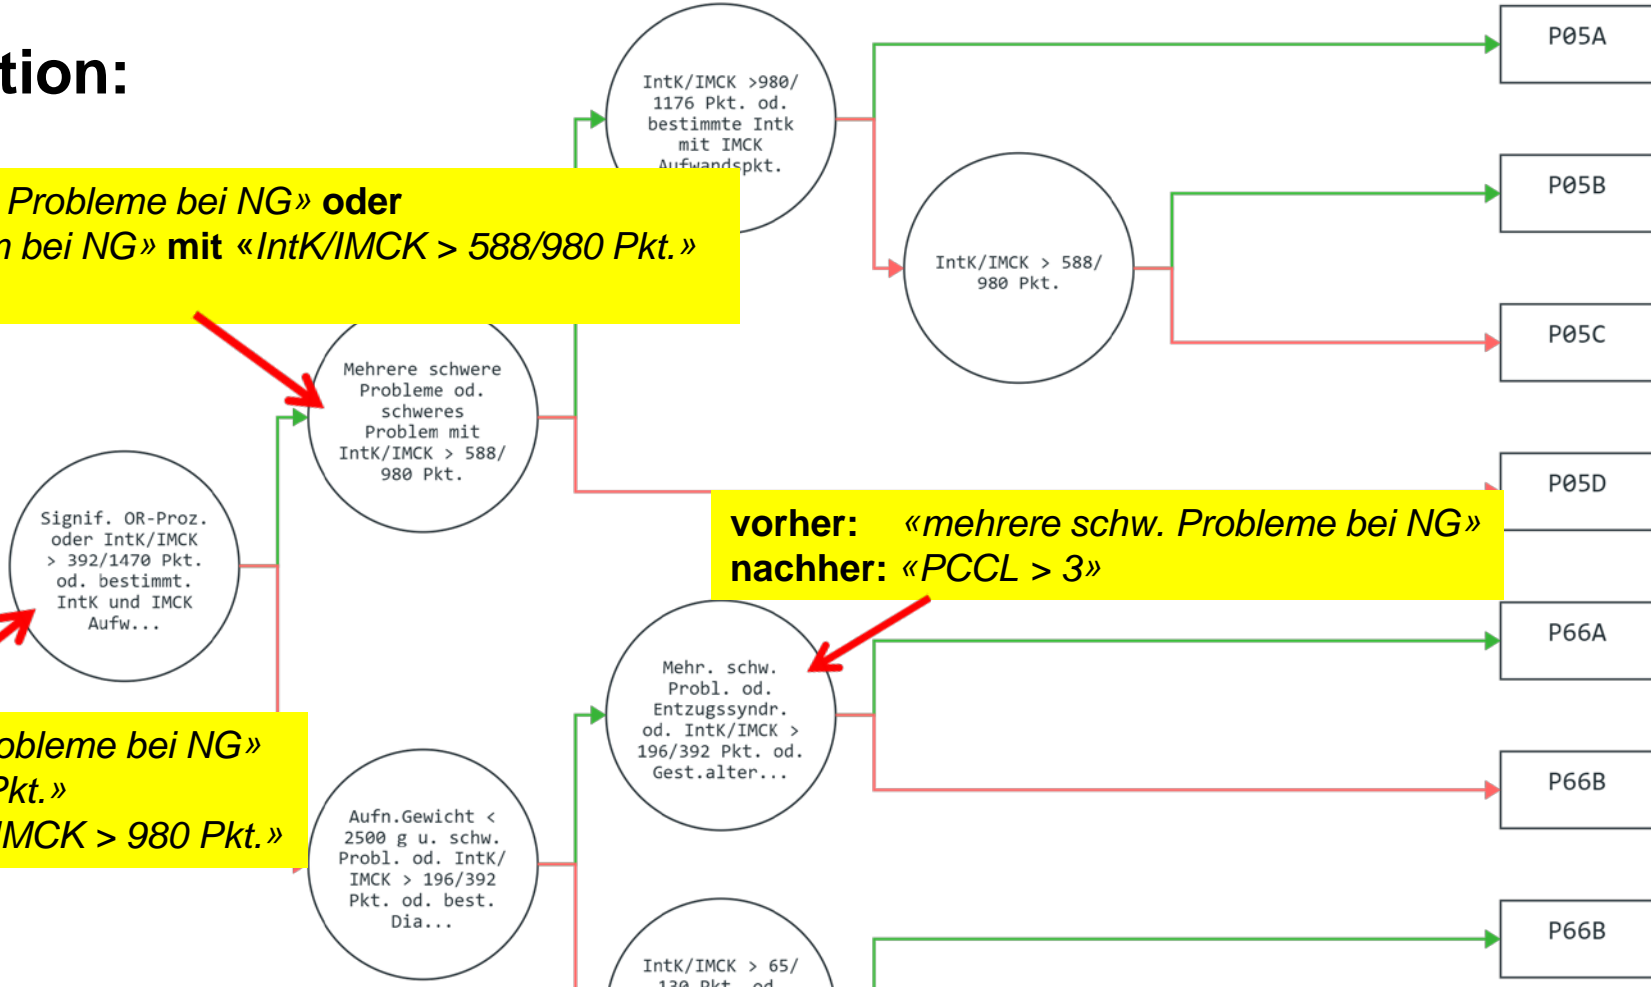 tion:
Probleme bei NG» oder
bei NG» mit «IntK/IMCK > 588/980 Pkt.»
IntK/IMCK >980/
1176 Pkt. od.
bestimmte Intk
mit IMCK
Aufwandspkt.
P05A
P05B
IntK/IMCK > 588/
980 Pkt.
P05C
Mehrere schwere
Probleme od.
schweres
Problem mit
IntK/IMCK > 588/
980 Pkt.
P05D
Signif. OR-Proz.
oder IntK/IMCK
> 392/1470 Pkt.
od. bestimmt.
IntK und IMCK
Aufw...
vorher: «mehrere schw. Probleme bei NG»
nachher: «PCCL > 3»
P66A
Mehr. schw.
Probl. od.
Entzugssyndr.
od. IntK/IMCK >
196/392 Pkt. od.
Gest.alter...
P66B
obleme bei NG»
Pkt.»
IMCK > 980 Pkt.»
Aufn.Gewicht <
2500 g u. schw.
Probl. od. IntK/
IMCK > 196/392
Pkt. od. best.
Dia...
P66B
IntK/IMCK > 65/
130 Pkt. od.